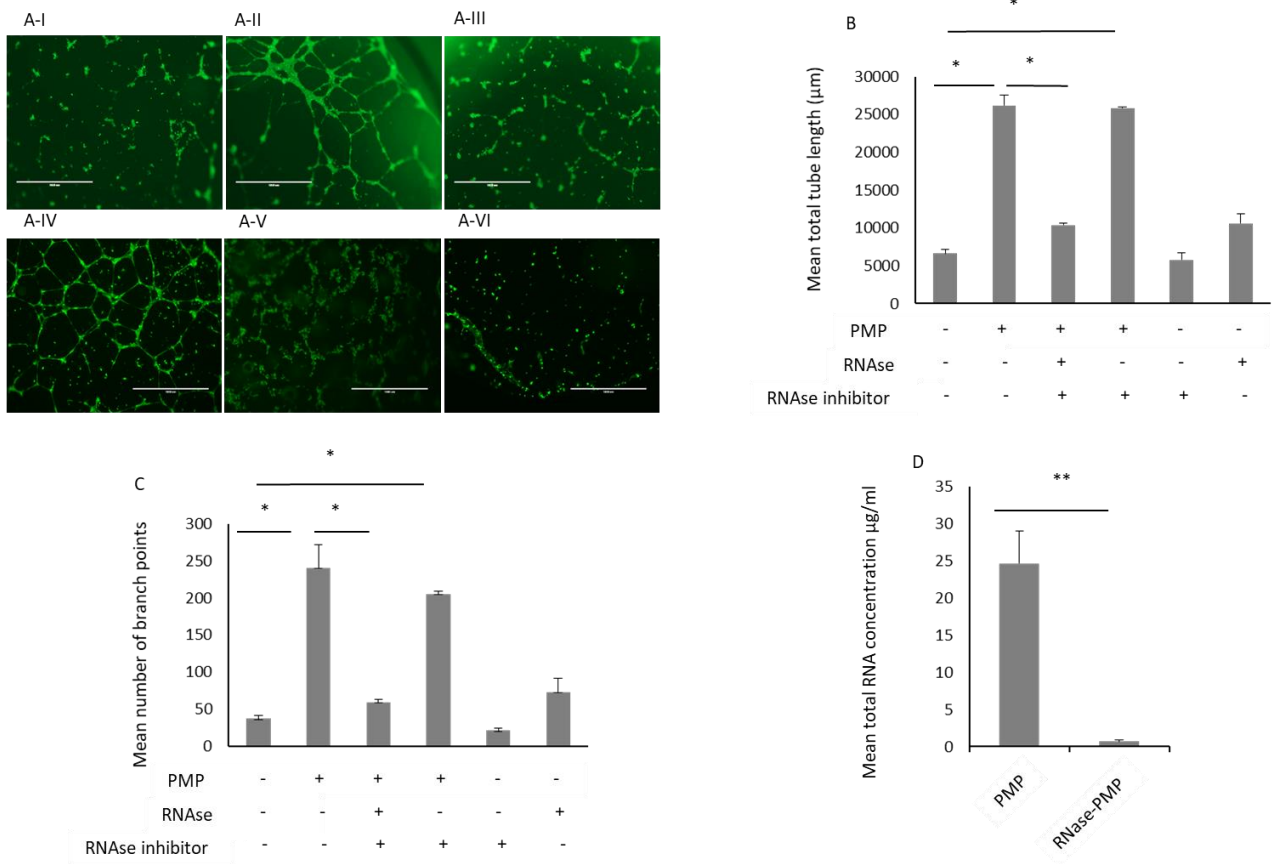 A-I
A-II
A-III
A-IV
A-V
A-VI
B
*
*
*
Mean total tube length (µm)
30000
25000
20000
15000
10000
5000
0
PMP - + + + - -
RNAse - - + - - +
RNAse inhibitor - - + + + -
C
*
*
*
Mean number of branch points
300
250
200
150
100
50
0
PMP - + + + - -
RNAse - - + - - +
RNAse inhibitor - - + + + -
D
**
Mean total RNA concentration µg/ml
35
30
25
20
15
10
5
0
PMP
RNase-PMP